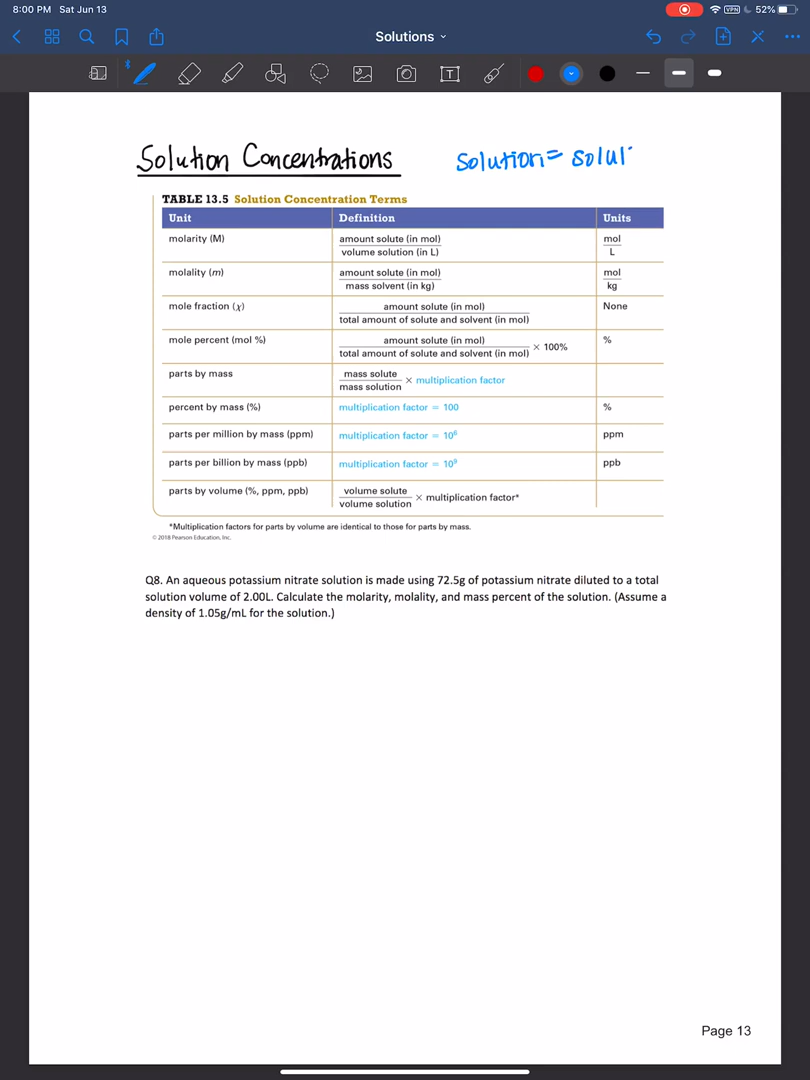 8:00 PM Sat Jun 13
VPN 52%
Solutions
T
Solution Concentrations
Solution = solut
TABLE 13.5 Solution Concentration Terms
Unit Definition Units
molarity (M) amount solute (in mol) / volume solution (in L) mol / L
molality (m) amount solute (in mol) / mass solvent (in kg) mol / kg
mole fraction (χ) amount solute (in mol) / total amount of solute and solvent (in mol) None
mole percent (mol %) amount solute (in mol) / total amount of solute and solvent (in mol) × 100% %
parts by mass mass solute / mass solution × multiplication factor
percent by mass (%) multiplication factor = 100 %
parts per million by mass (ppm) multiplication factor = 10⁶ ppm
parts per billion by mass (ppb) multiplication factor = 10⁹ ppb
parts by volume (%, ppm, ppb) volume solute / volume solution × multiplication factor*
*Multiplication factors for parts by volume are identical to those for parts by mass.
© 2018 Pearson Education, Inc.
Q8. An aqueous potassium nitrate solution is made using 72.5g of potassium nitrate diluted to a total
solution volume of 2.00L. Calculate the molarity, molality, and mass percent of the solution. (Assume a
density of 1.05g/mL for the solution.)
Page 13